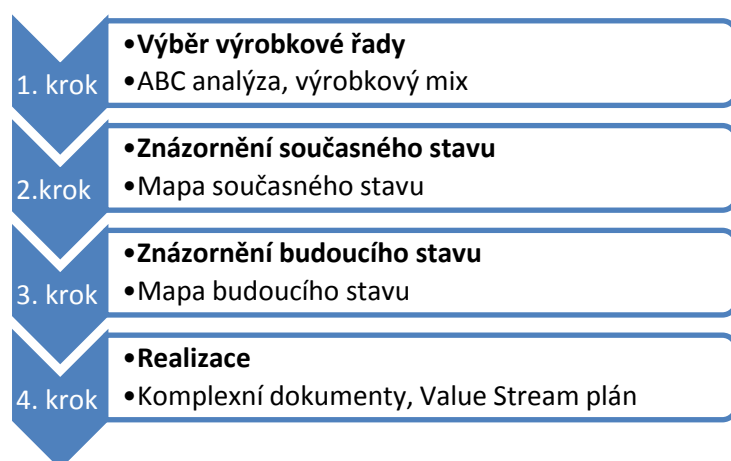 1. krok
•Výběr výrobkové řady
•ABC analýza, výrobkový mix
2.krok
•Znázornění současného stavu
•Mapa současného stavu
3. krok
•Znázornění budoucího stavu
•Mapa budoucího stavu
4. krok
•Realizace
•Komplexní dokumenty, Value Stream plán